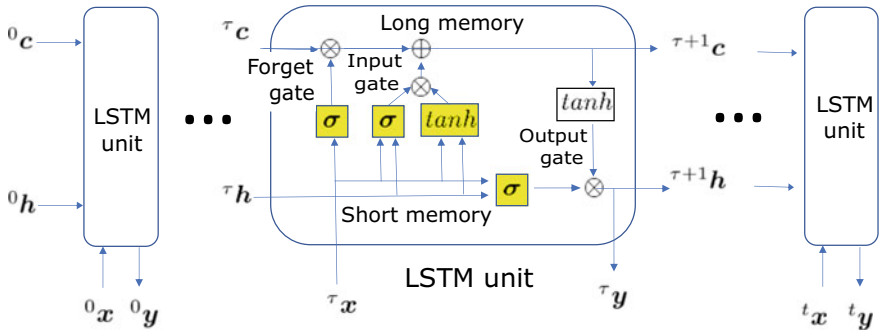 ⁰c
LSTM
unit
⁰h
⁰x
⁰y
τc
Long memory
Forget
gate
Input
gate
σ
σ
tanh
tanh
Output
gate
σ
τh
Short memory
LSTM unit
τx
τy
τ+1c
τ+1h
LSTM
unit
ᵗx
ᵗy